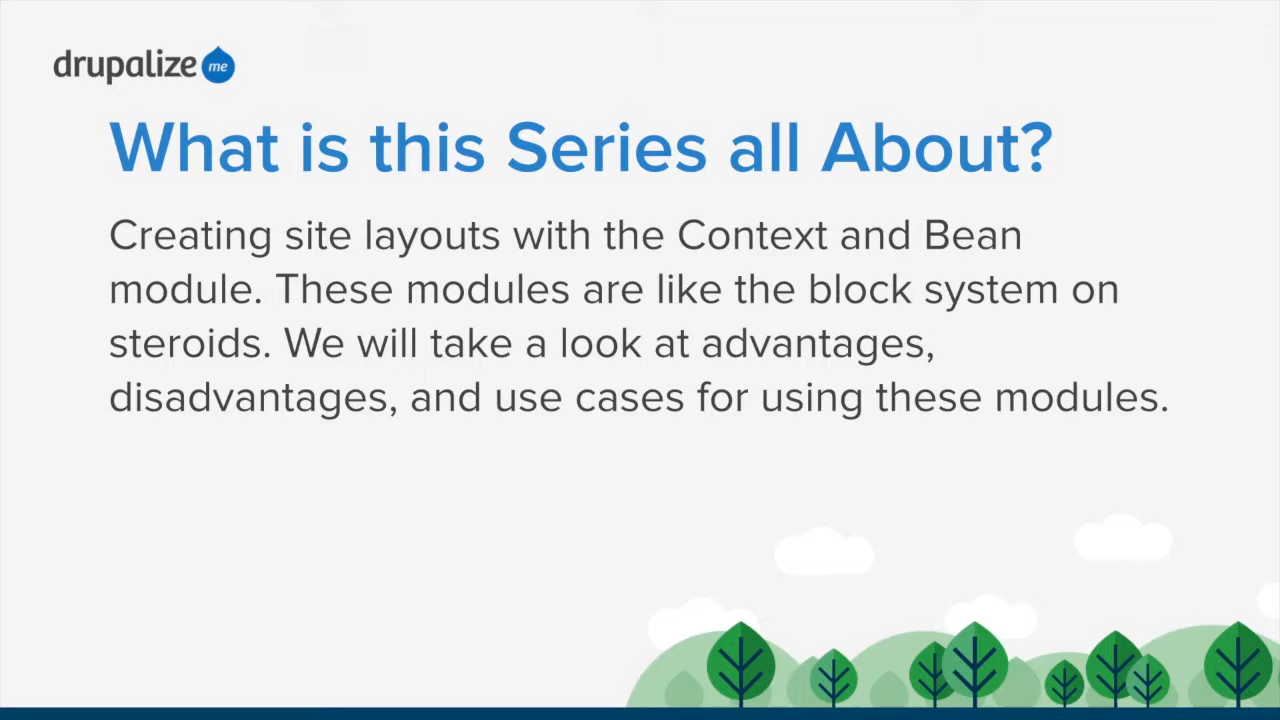 drupalize me
What is this Series all About?
Creating site layouts with the Context and Bean
module. These modules are like the block system on
steroids. We will take a look at advantages,
disadvantages, and use cases for using these modules.